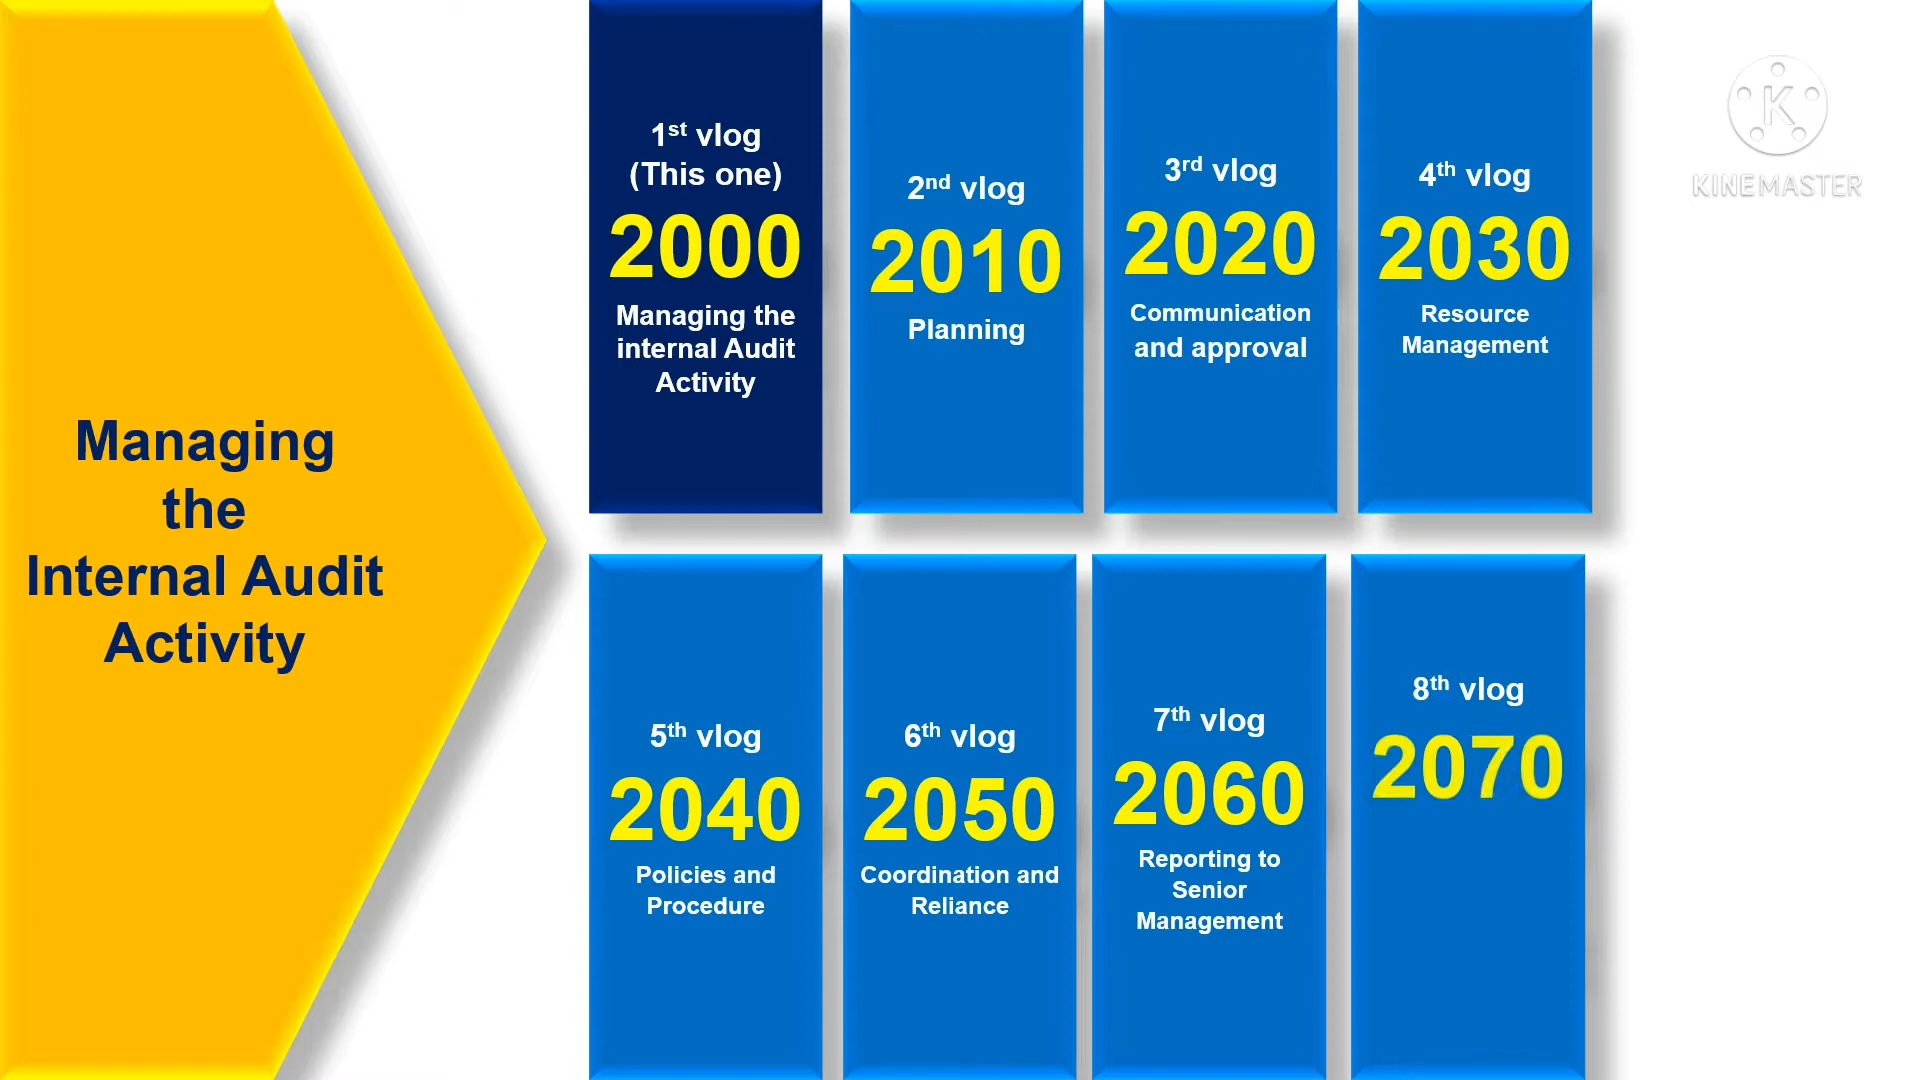 Managing
the
Internal Audit
Activity
1st vlog
(This one)
2000
Managing the
internal Audit
Activity
2nd vlog
2010
Planning
3rd vlog
2020
Communication
and approval
4th vlog
2030
Resource
Management
5th vlog
2040
Policies and
Procedure
6th vlog
2050
Coordination and
Reliance
7th vlog
2060
Reporting to
Senior
Management
8th vlog
2070
K
KINEMASTER